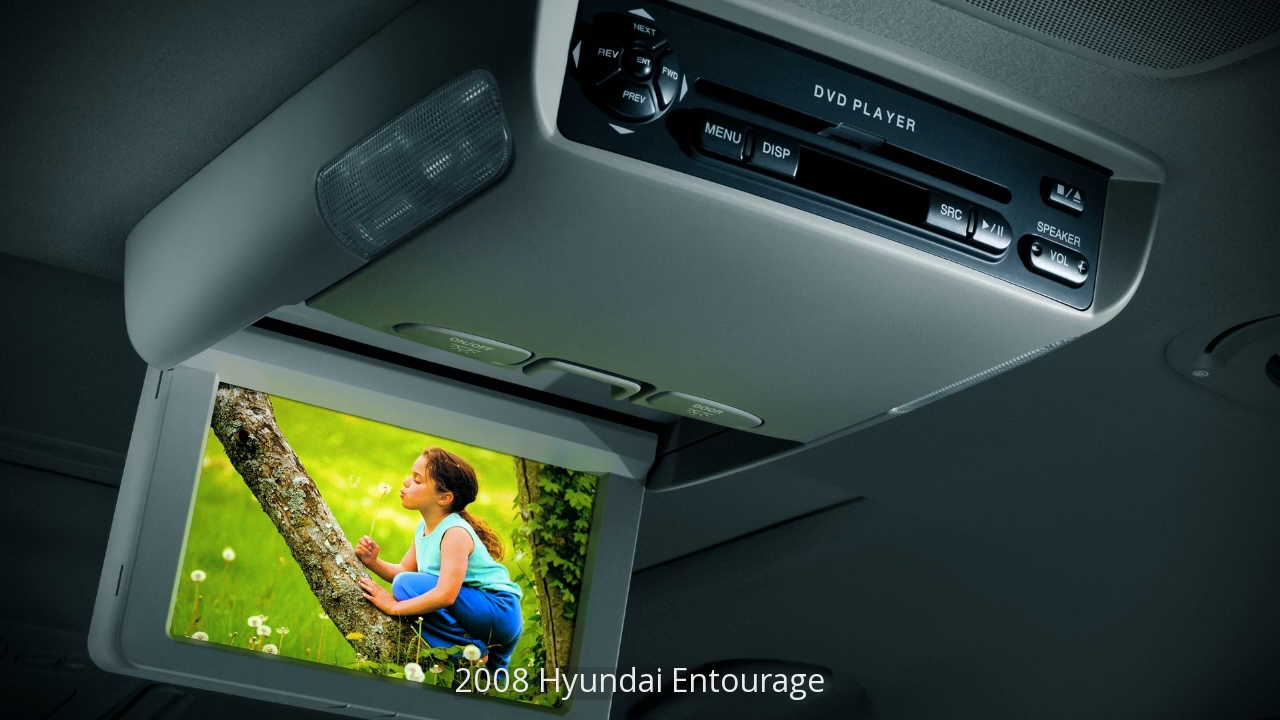 NEXT
REV ENT FWD
PREV
DVD PLAYER
MENU DISP
SRC ►/II
■/▲
SPEAKER
VOL
ON/OFF
DOOR
2008 Hyundai Entourage